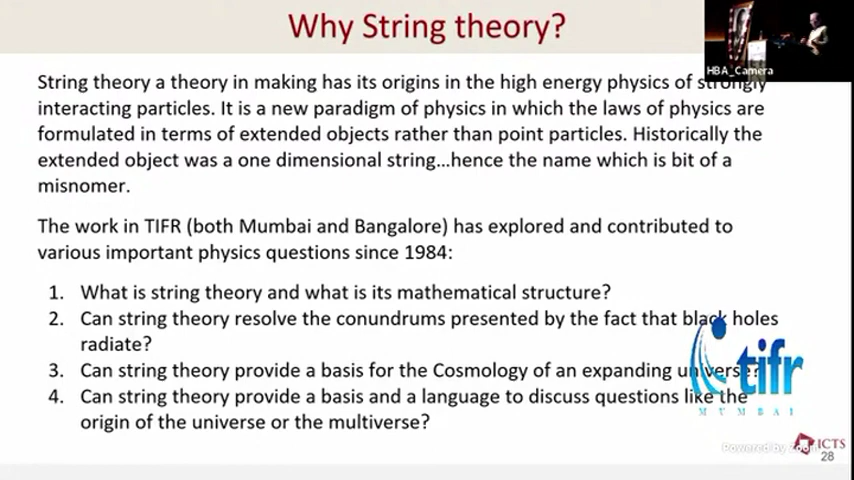 Why String theory?
HBA_Camera
String theory a theory in making has its origins in the high energy physics of strongly
interacting particles. It is a new paradigm of physics in which the laws of physics are
formulated in terms of extended objects rather than point particles. Historically the
extended object was a one dimensional string...hence the name which is bit of a
misnomer.
The work in TIFR (both Mumbai and Bangalore) has explored and contributed to
various important physics questions since 1984:
1. What is string theory and what is its mathematical structure?
2. Can string theory resolve the conundrums presented by the fact that black holes
radiate?
3. Can string theory provide a basis for the Cosmology of an expanding universe?
4. Can string theory provide a basis and a language to discuss questions like the
origin of the universe or the multiverse?
tifr
MUMBAI
Powered by Zoom
ICTS
28